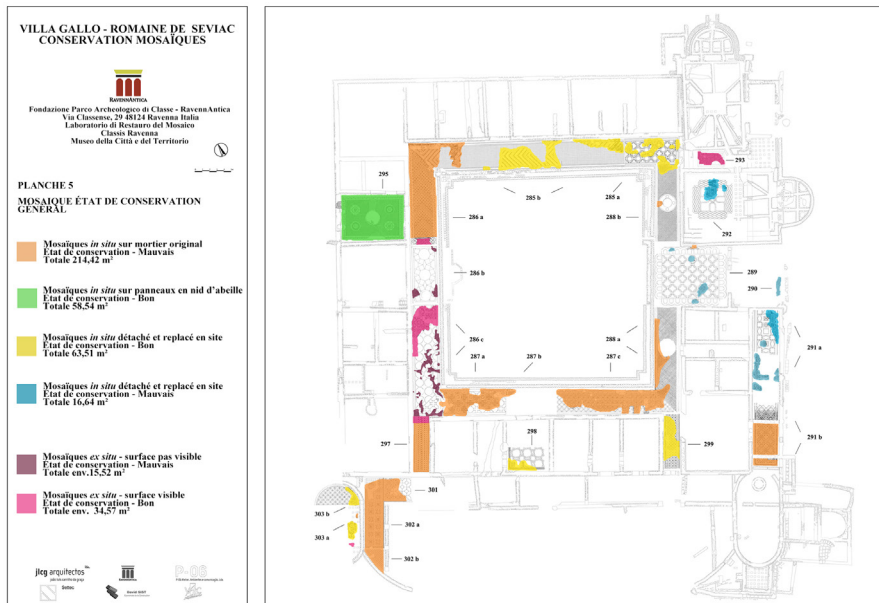 VILLA GALLO - ROMAINE DE SEVIAC
CONSERVATION MOSAÏQUES
RAVENNANTICA
Fondazione Parco Archeologico di Classe - RavennAntica
Via Classense, 29 48124 Ravenna Italia
Laboratorio di Restauro del Mosaico
Classis Ravenna
Museo della Città e del Territorio
PLANCHE 5
MOSAIQUE ÉTAT DE CONSERVATION
GÉNÉRAL
Mosaïques in situ sur mortier original
État de conservation - Mauvais
Totale 214,42 m²
Mosaïques in situ sur panneaux en nid d'abeille
État de conservation - Bon
Totale 58,54 m²
Mosaïques in situ détaché et replacé en site
État de conservation - Bon
Totale 63,51 m²
Mosaïques in situ détaché et replacé en site
État de conservation - Mauvais
Totale 16,64 m²
Mosaïques ex situ - surface pas visible
État de conservation - Mauvais
Totale env.15,52 m²
Mosaïques ex situ - surface visible
État de conservation - Bon
Totale env. 34,57 m²
jlcg arquitectos
P-06
295
293
285 b
285 a
286 a
288 b
292
286 b
289
290
286 c
288 a
287 a
287 b
287 c
291 a
297
298
299
291 b
301
303 b
302 a
303 a
302 b